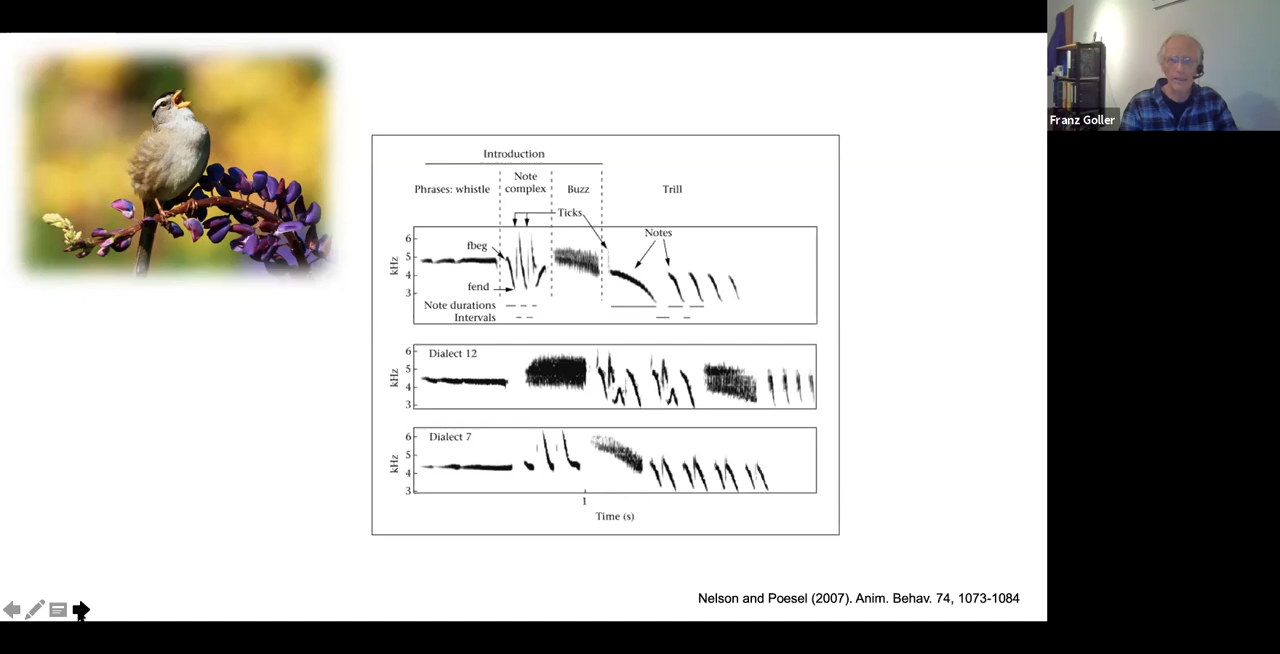 Franz Goller
Introduction
Phrases: whistle
Note
complex
Buzz
Trill
Ticks
Notes
fbeg
fend
kHz
6
5
4
3
Note durations
Intervals
Dialect 12
kHz
6
5
4
3
Dialect 7
kHz
6
5
4
3
1
Time (s)
Nelson and Poesel (2007). Anim. Behav. 74, 1073-1084